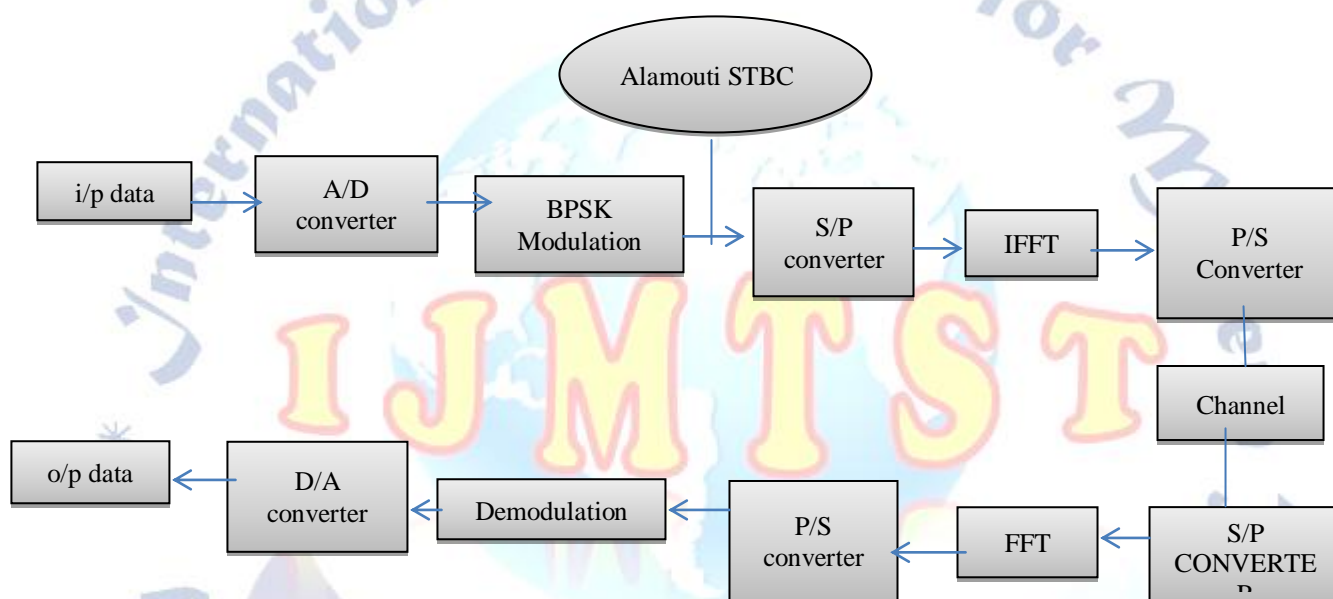 Alamouti STBC
i/p data
A/D
converter
BPSK
Modulation
S/P
converter
IFFT
P/S
Converter
IJMTST
Channel
o/p data
D/A
converter
Demodulation
P/S
converter
FFT
S/P
CONVERTE